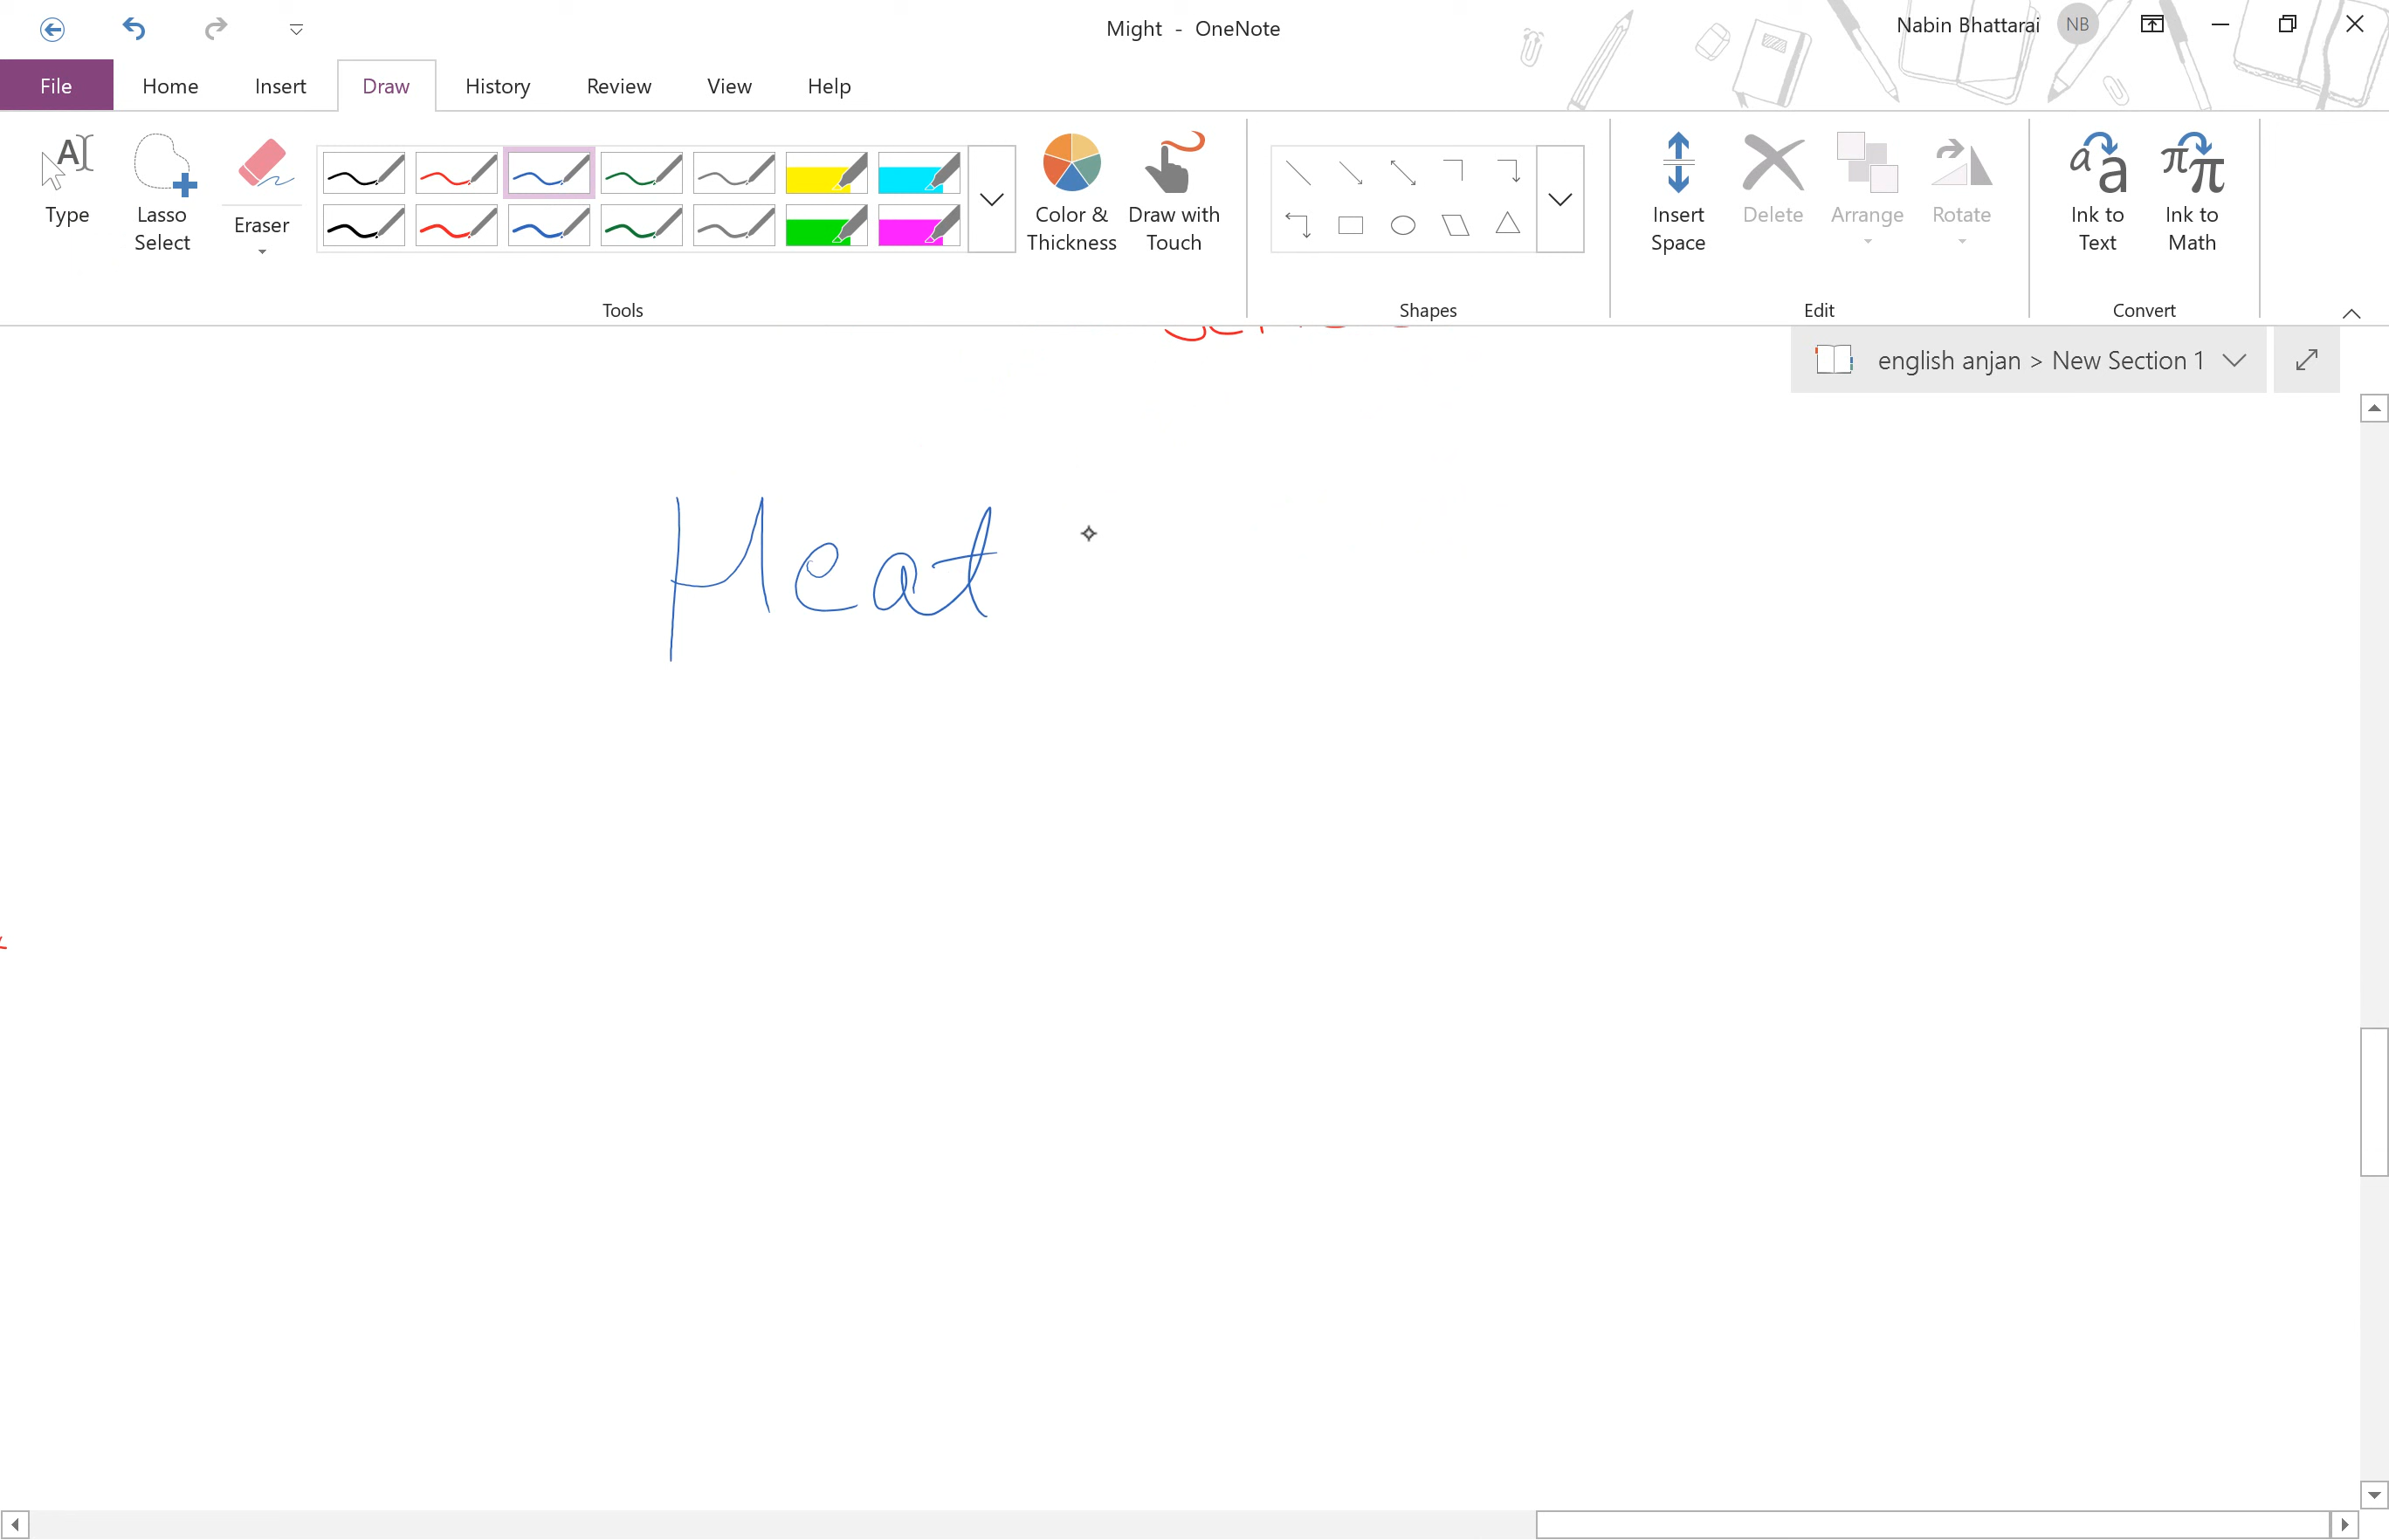 Might - OneNote
Nabin Bhattarai NB
File Home Insert Draw History Review View Help
Type
Lasso Select
Eraser
Color & Thickness
Draw with Touch
Insert Space
Delete
Arrange
Rotate
Ink to Text
Ink to Math
Tools Shapes Edit Convert
english anjan > New Section 1
Heat